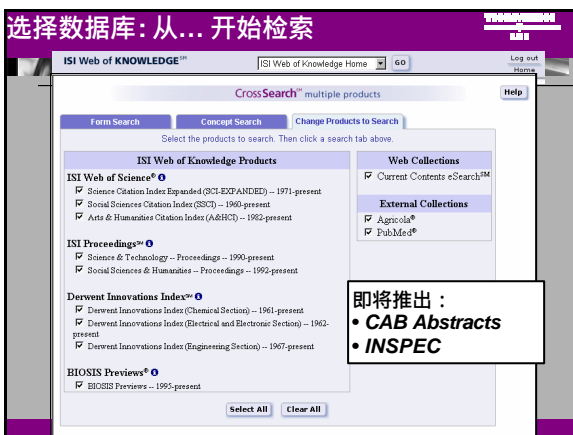 选择数据库: 从... 开始检索
ISI Web of KNOWLEDGE℠
ISI Web of Knowledge Home
GO
Log out
Home
CrossSearch℠ multiple products
Help
Form Search
Concept Search
Change Products to Search
Select the products to search. Then click a search tab above.
ISI Web of Knowledge Products
ISI Web of Science®
Science Citation Index Expanded (SCI-EXPANDED) -- 1971-present
Social Sciences Citation Index (SSCI) -- 1960-present
Arts & Humanities Citation Index (A&HCI) -- 1982-present
ISI Proceedings℠
Science & Technology -- Proceedings -- 1990-present
Social Sciences & Humanities -- Proceedings -- 1992-present
Derwent Innovations Index℠
Derwent Innovations Index (Chemical Section) -- 1961-present
Derwent Innovations Index (Electrical and Electronic Section) -- 1962-
present
Derwent Innovations Index (Engineering Section) -- 1967-present
BIOSIS Previews®
BIOSIS Previews -- 1995-present
Web Collections
Current Contents eSearch℠
External Collections
Agricola®
PubMed®
即将推出：
• CAB Abstracts
• INSPEC
Select All
Clear All